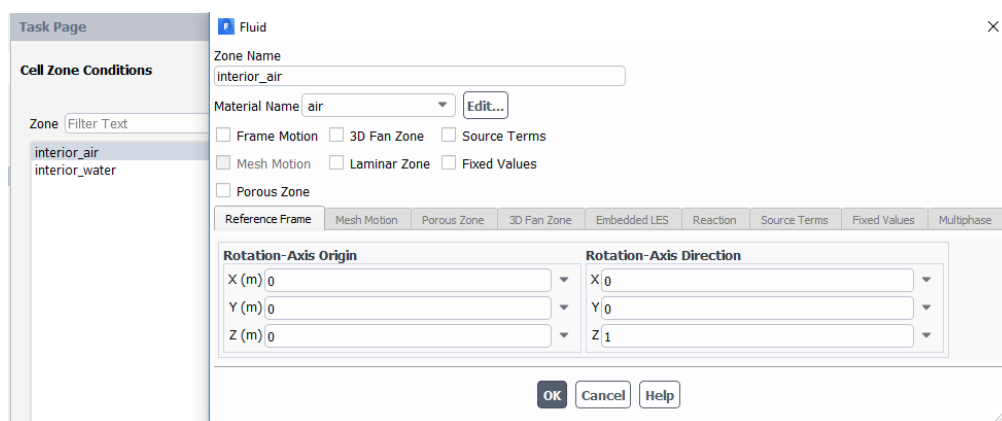 Task Page
Cell Zone Conditions
Zone Filter Text
interior_air
interior_water
Fluid
Zone Name
interior_air
Material Name air Edit...
Frame Motion 3D Fan Zone Source Terms
Mesh Motion Laminar Zone Fixed Values
Porous Zone
Reference Frame Mesh Motion Porous Zone 3D Fan Zone Embedded LES Reaction Source Terms Fixed Values Multiphase
Rotation-Axis Origin Rotation-Axis Direction
X (m) 0 X 0
Y (m) 0 Y 0
Z (m) 0 Z 1
OK Cancel Help